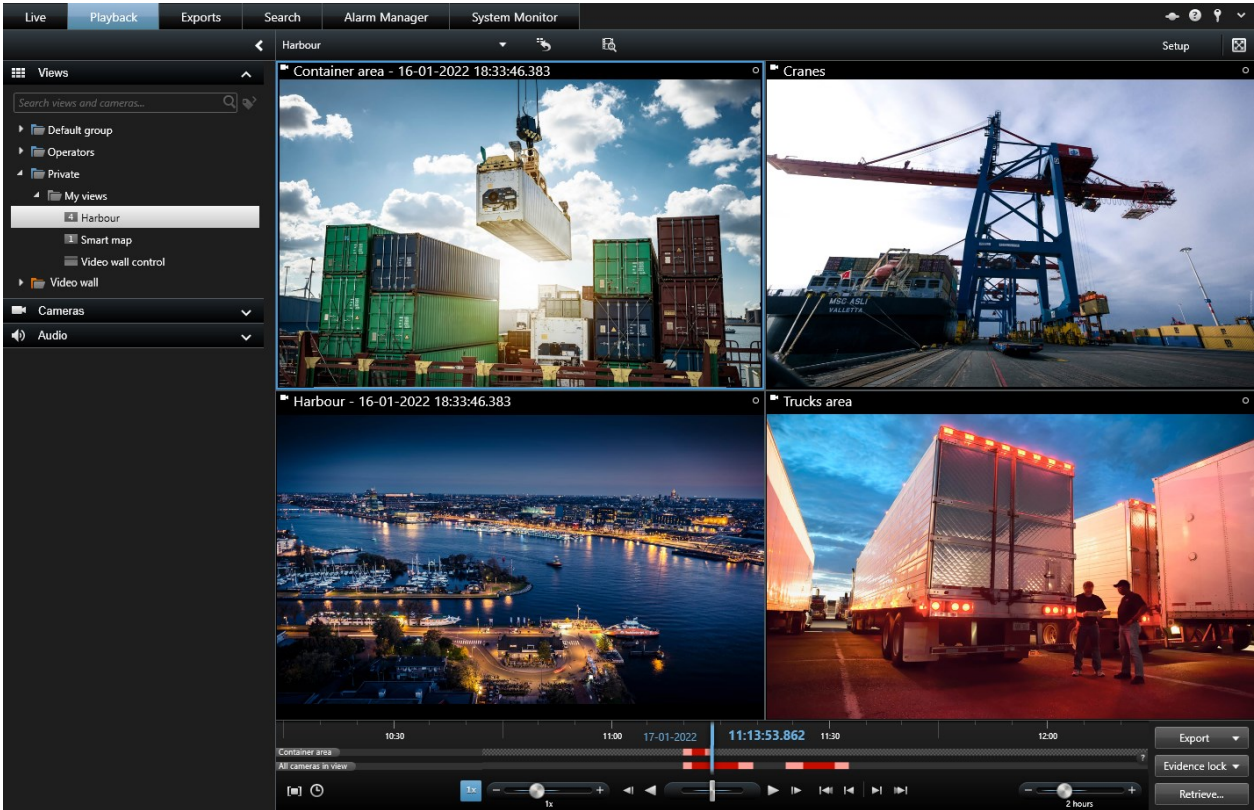 Live Playback Exports Search Alarm Manager System Monitor
Harbour Setup
Views
Search views and cameras...
Default group
Operators
Private
My views
4 Harbour
1 Smart map
Video wall control
Video wall
Cameras
Audio
Container area - 16-01-2022 18:33:46.383
Cranes
MSC ASLI
VALLETTA
Harbour - 16-01-2022 18:33:46.383
Trucks area
10:30 11:00 17-01-2022 11:13:53.862 11:30 12:00
Container area
All cameras in view
?
1x
1x
2 hours
Export
Evidence lock
Retrieve...